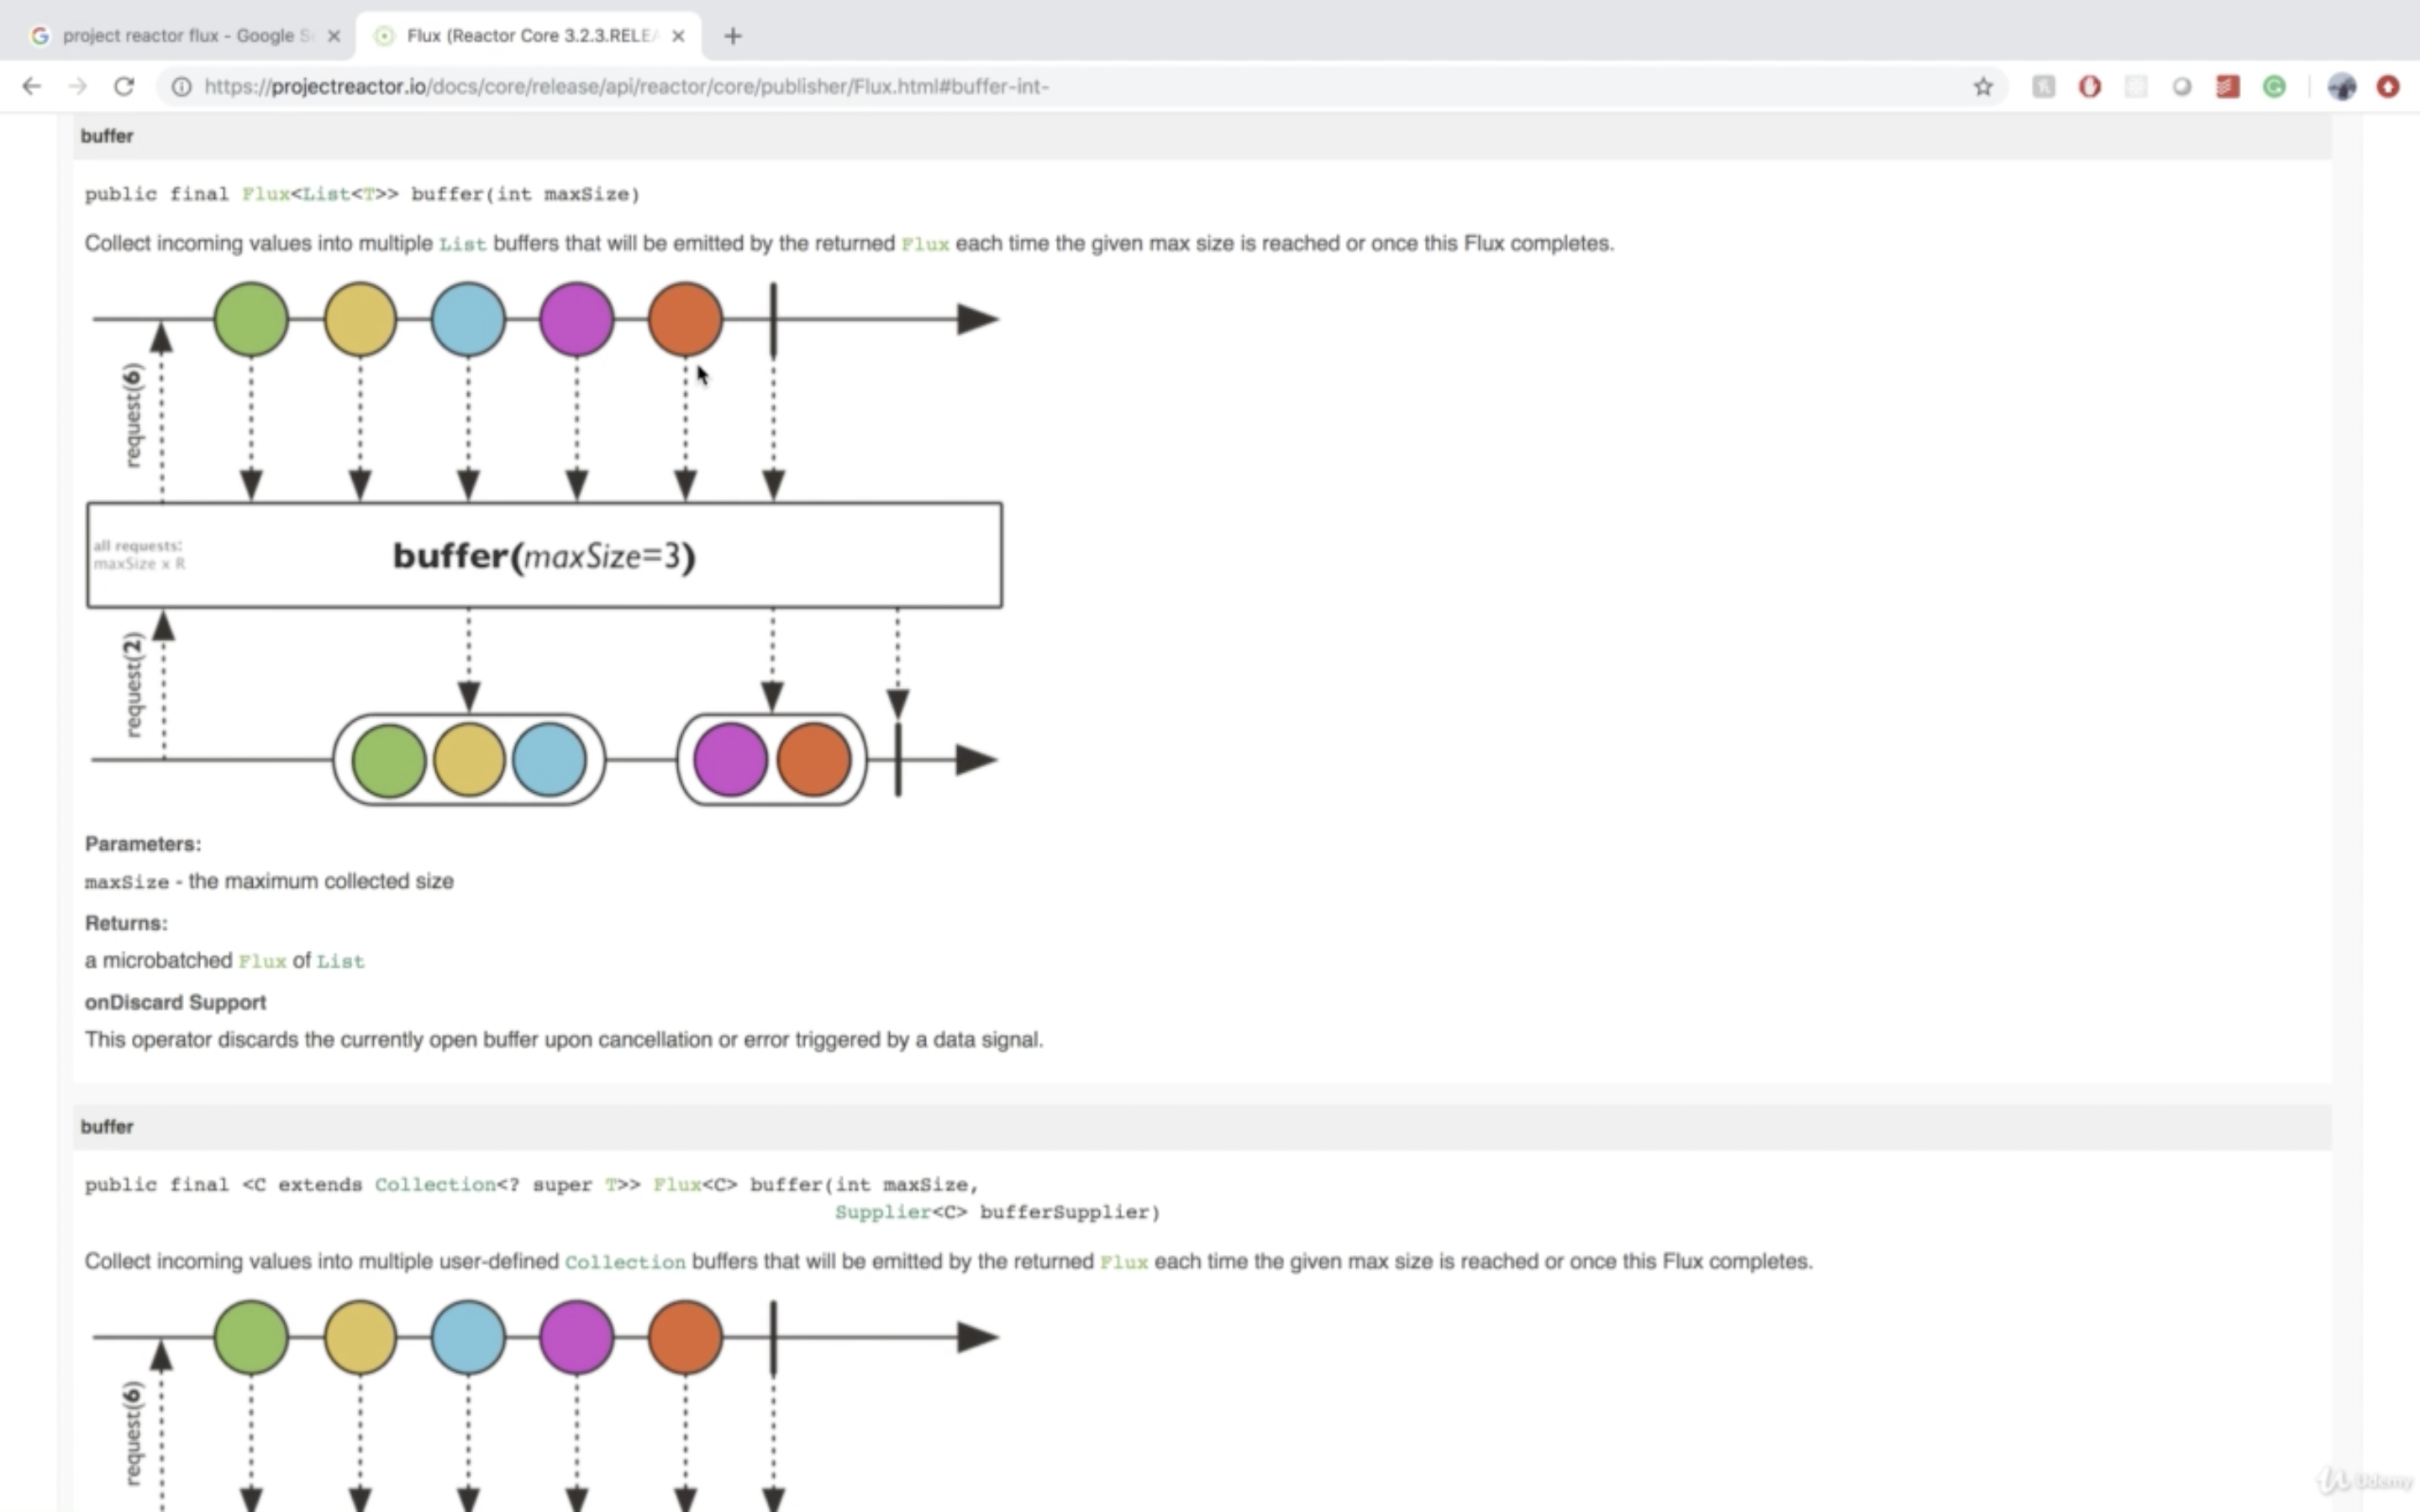 project reactor flux - Google S
Flux (Reactor Core 3.2.3.RELEA
https://projectreactor.io/docs/core/release/api/reactor/core/publisher/Flux.html#buffer-int-
buffer
public final Flux<List<T>> buffer(int maxSize)
Collect incoming values into multiple List buffers that will be emitted by the returned Flux each time the given max size is reached or once this Flux completes.
request(6)
all requests:
maxSize x R
buffer(maxSize=3)
request(2)
Parameters:
maxSize - the maximum collected size
Returns:
a microbatched Flux of List
onDiscard Support
This operator discards the currently open buffer upon cancellation or error triggered by a data signal.
buffer
public final <C extends Collection<? super T>> Flux<C> buffer(int maxSize,
Supplier<C> bufferSupplier)
Collect incoming values into multiple user-defined Collection buffers that will be emitted by the returned Flux each time the given max size is reached or once this Flux completes.
request(6)
Udemy